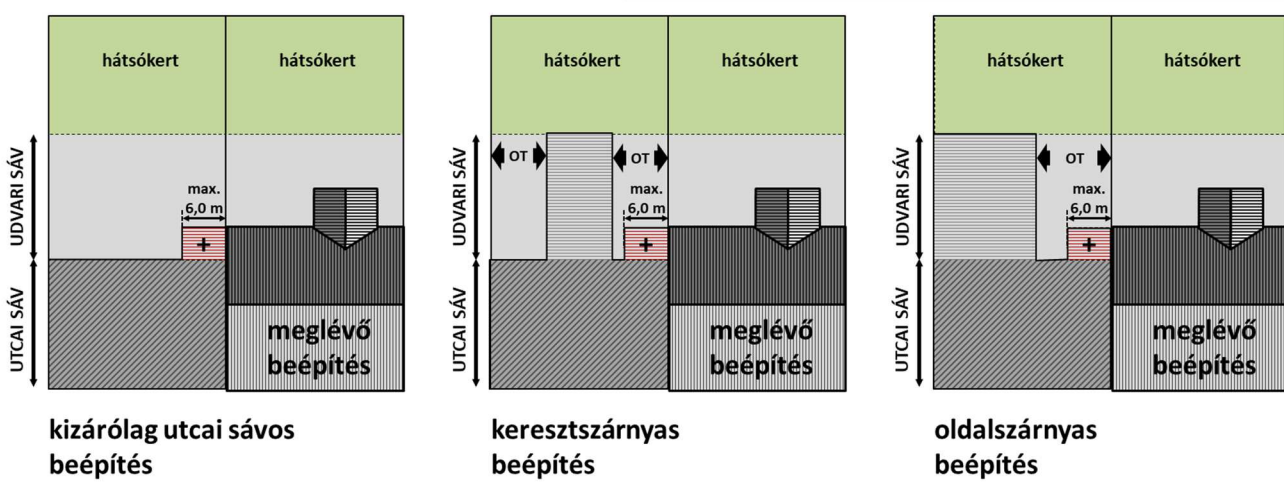 hátsókert
hátsókert
UDVARI SÁV
max.
6,0 m
+
UTCAI SÁV
meglévő
beépítés
kizárólag utcai sávos
beépítés
hátsókert
hátsókert
UDVARI SÁV
OT
OT
max.
6,0 m
+
UTCAI SÁV
meglévő
beépítés
keresztszárnyas
beépítés
hátsókert
hátsókert
UDVARI SÁV
OT
max.
6,0 m
+
UTCAI SÁV
meglévő
beépítés
oldalszárnyas
beépítés